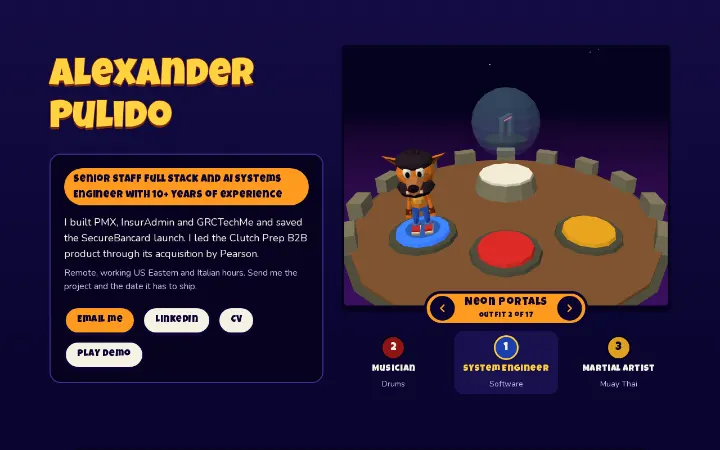 Alexander
Pulido
Senior Staff Full Stack and AI Systems
Engineer with 10+ years of experience
I built PMX, InsurAdmin and GRCTechMe and saved
the SecureBancard launch. I led the Clutch Prep B2B
product through its acquisition by Pearson.
Remote, working US Eastern and Italian hours. Send me the
project and the date it has to ship.
Email me
LinkedIn
CV
Play demo
Neon Portals
Outfit 2 of 17
2
Musician
Drums
1
System Engineer
Software
3
Martial Artist
Muay Thai